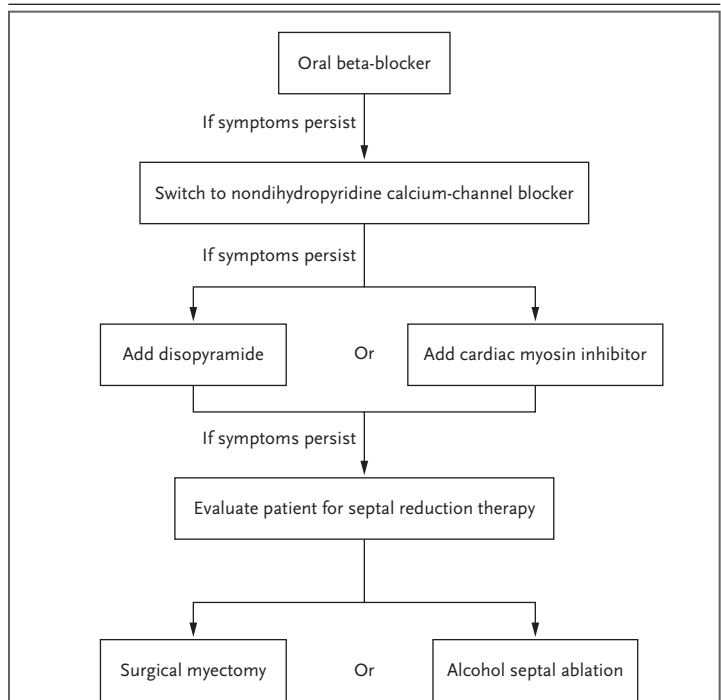 Oral beta-blocker
If symptoms persist
Switch to nondihydropyridine calcium-channel blocker
If symptoms persist
Add disopyramide
Or
Add cardiac myosin inhibitor
If symptoms persist
Evaluate patient for septal reduction therapy
Surgical myectomy
Or
Alcohol septal ablation